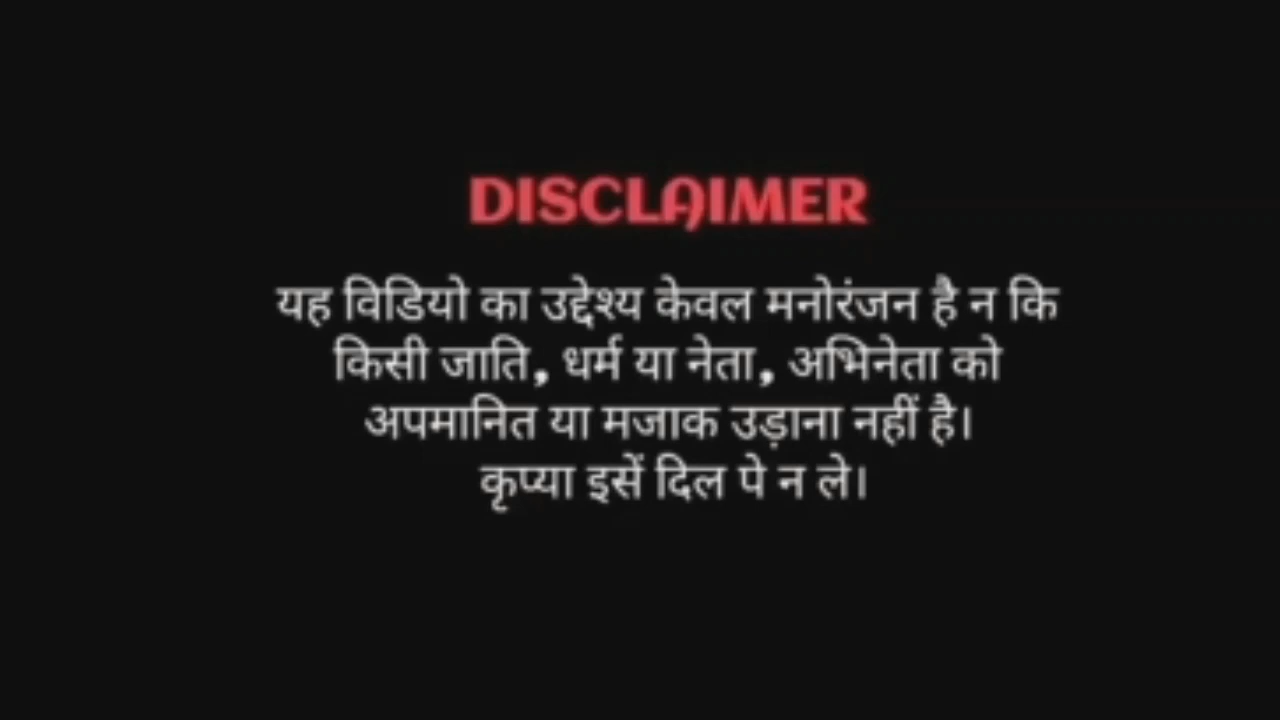 DISCLAIMER
यह विडियो का उद्देश्य केवल मनोरंजन है न कि
किसी जाति, धर्म या नेता, अभिनेता को
अपमानित या मजाक उड़ाना नहीं है।
कृप्या इसें दिल पे न ले।